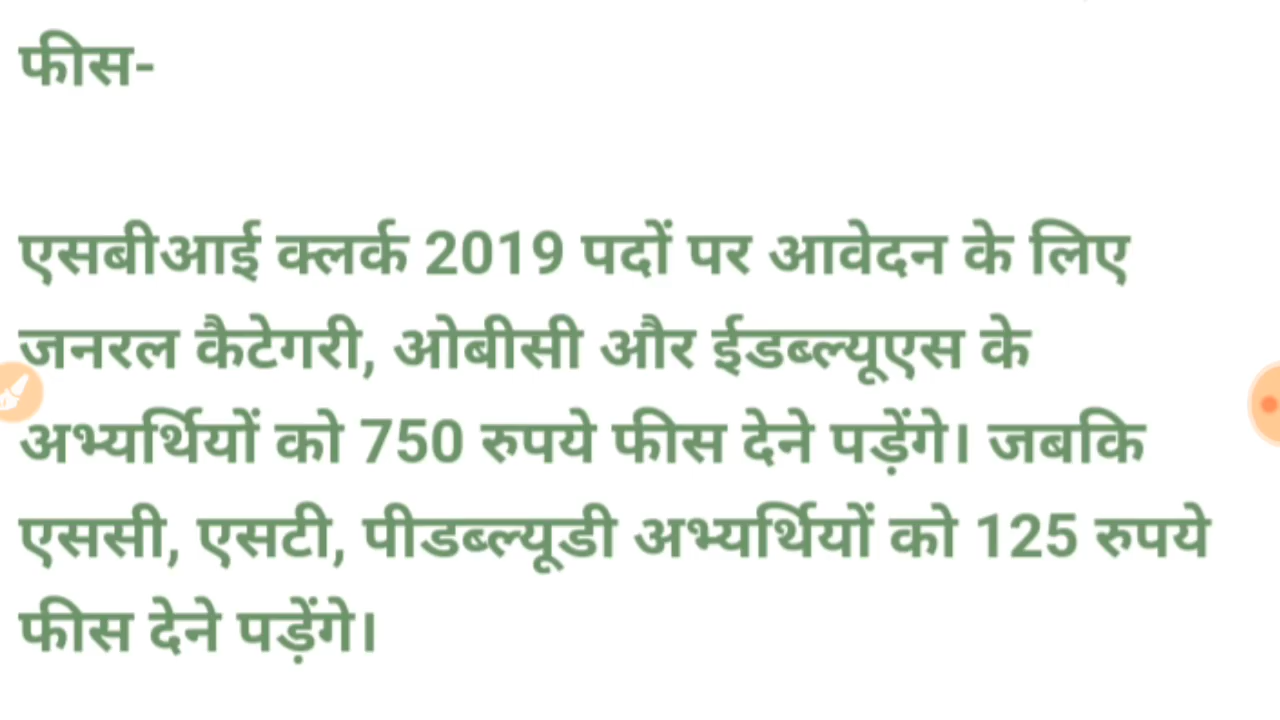 फीस-
एसबीआई क्लर्क 2019 पदों पर आवेदन के लिए
जनरल कैटेगरी, ओबीसी और ईडब्ल्यूएस के
अभ्यर्थियों को 750 रुपये फीस देने पड़ेंगे। जबकि
एससी, एसटी, पीडब्ल्यूडी अभ्यर्थियों को 125 रुपये
फीस देने पड़ेंगे।